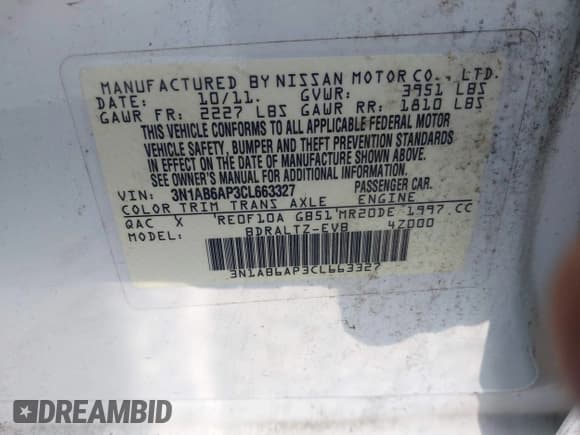 MANUFACTURED BY NISSAN MOTOR CO., LTD.
DATE: 10/11. GVWR: 3951 LBS
GAWR FR: 2227 LBS GAWR RR: 1810 LBS
THIS VEHICLE CONFORMS TO ALL APPLICABLE FEDERAL MOTOR
VEHICLE SAFETY, BUMPER AND THEFT PREVENTION STANDARDS
IN EFFECT ON THE DATE OF MANUFACTURE SHOWN ABOVE.
SEE OWNER'S MANUAL FOR ADDITIONAL INFORMATION.
VIN: 3N1AB6AP3CL663327 PASSENGER CAR.
COLOR TRIM TRANS AXLE ENGINE
QAC X 'RE0F10A GB51'MR20DE 1997.CC
MODEL: BDRALTZ-EVB 4Z000
3N1AB6AP3CL663327
DREAMBID